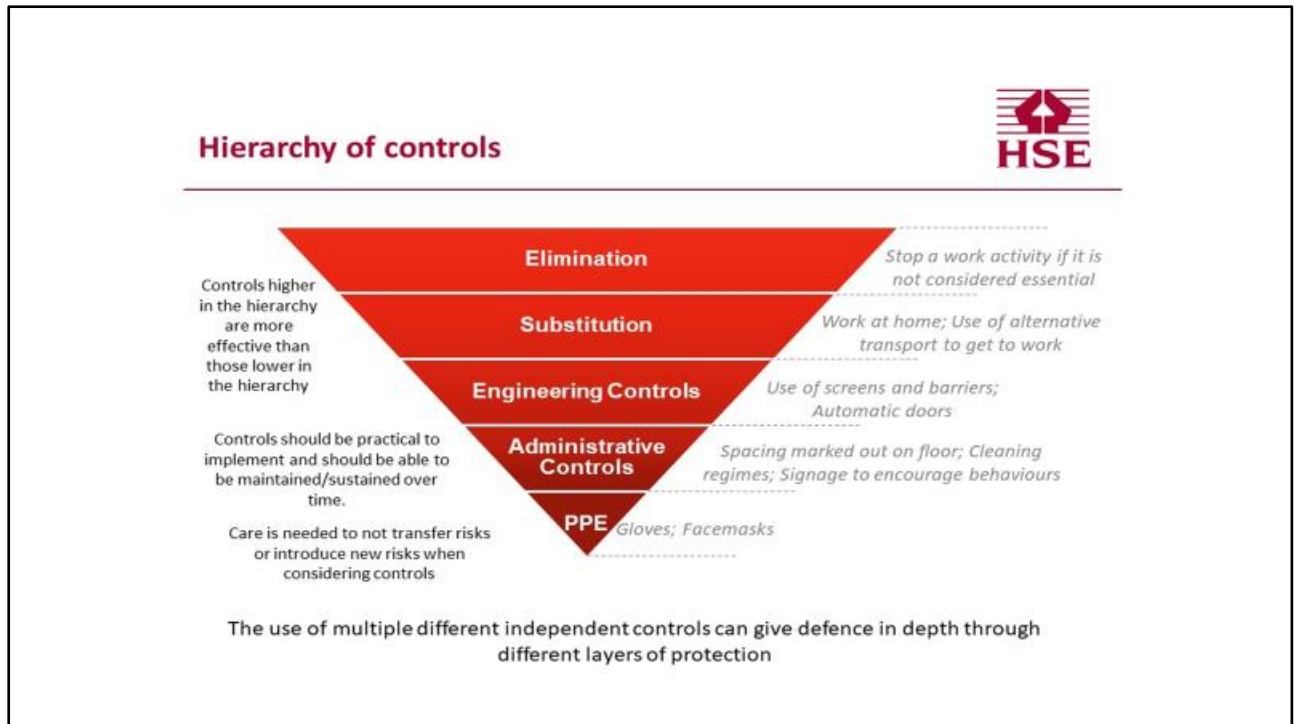 Hierarchy of controls
HSE
Elimination
Stop a work activity if it is
not considered essential
Controls higher
in the hierarchy
are more
effective than
those lower in
the hierarchy
Substitution
Work at home; Use of alternative
transport to get to work
Engineering Controls
Use of screens and barriers;
Automatic doors
Controls should be practical to
implement and should be able to
be maintained/sustained over
time.
Administrative
Controls
Spacing marked out on floor; Cleaning
regimes; Signage to encourage behaviours
PPE
Gloves; Facemasks
Care is needed to not transfer risks
or introduce new risks when
considering controls
The use of multiple different independent controls can give defence in depth through
different layers of protection